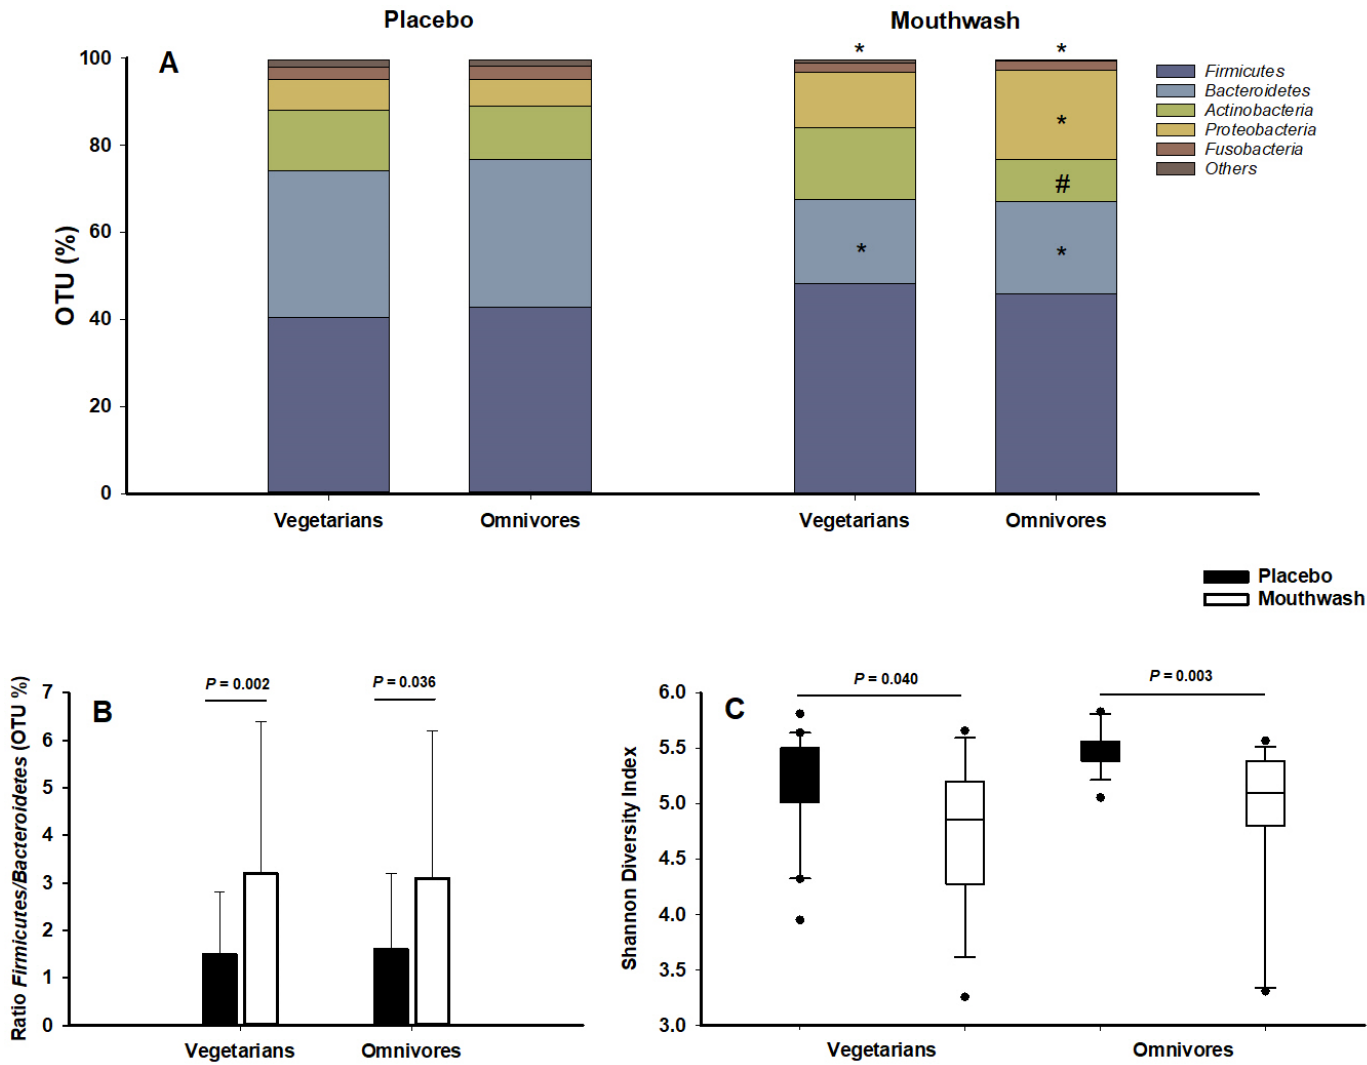 Placebo
Mouthwash
A
OTU (%)
100
80
60
40
20
0
*
*
*
*
#
*
Firmicutes
Bacteroidetes
Actinobacteria
Proteobacteria
Fusobacteria
Others
Vegetarians
Omnivores
Vegetarians
Omnivores
Placebo
Mouthwash
B
Ratio Firmicutes/Bacteroidetes (OTU %)
7
6
5
4
3
2
1
0
P = 0.002
P = 0.036
Vegetarians
Omnivores
C
Shannon Diversity Index
6.0
5.5
5.0
4.5
4.0
3.5
3.0
P = 0.040
P = 0.003
Vegetarians
Omnivores